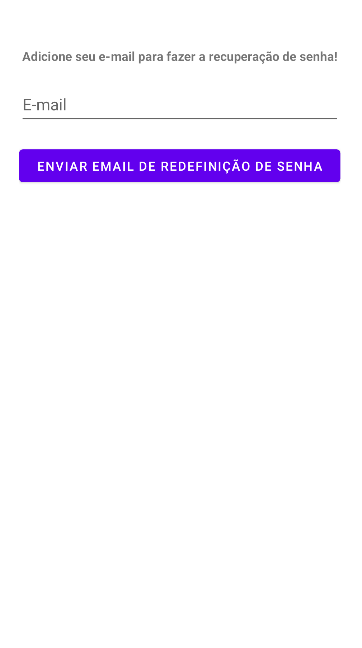 Adicione seu e-mail para fazer a recuperação de senha!
E-mail
ENVIAR EMAIL DE REDEFINIÇÃO DE SENHA